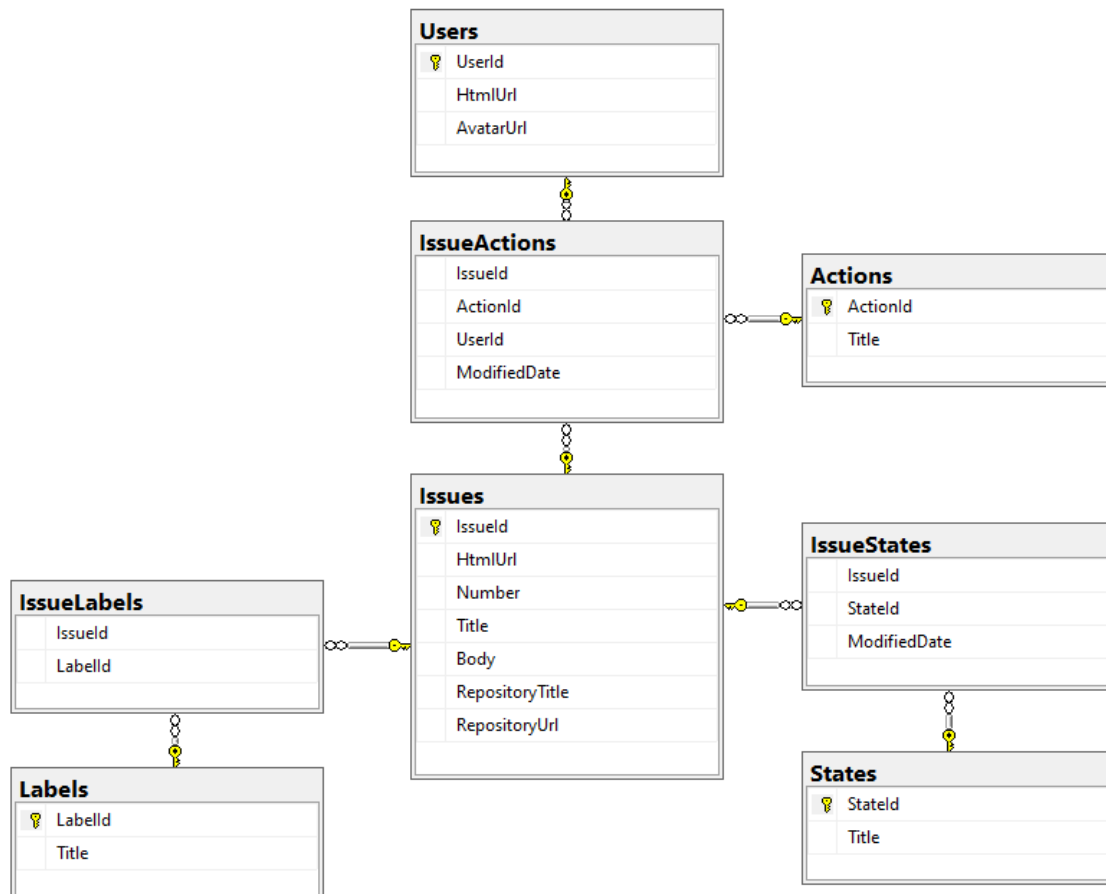 Users
UserId
HtmlUrl
AvatarUrl
IssueActions
IssueId
ActionId
UserId
ModifiedDate
Actions
ActionId
Title
Issues
IssueId
HtmlUrl
Number
Title
Body
RepositoryTitle
RepositoryUrl
IssueStates
IssueId
StateId
ModifiedDate
IssueLabels
IssueId
LabelId
Labels
LabelId
Title
States
StateId
Title